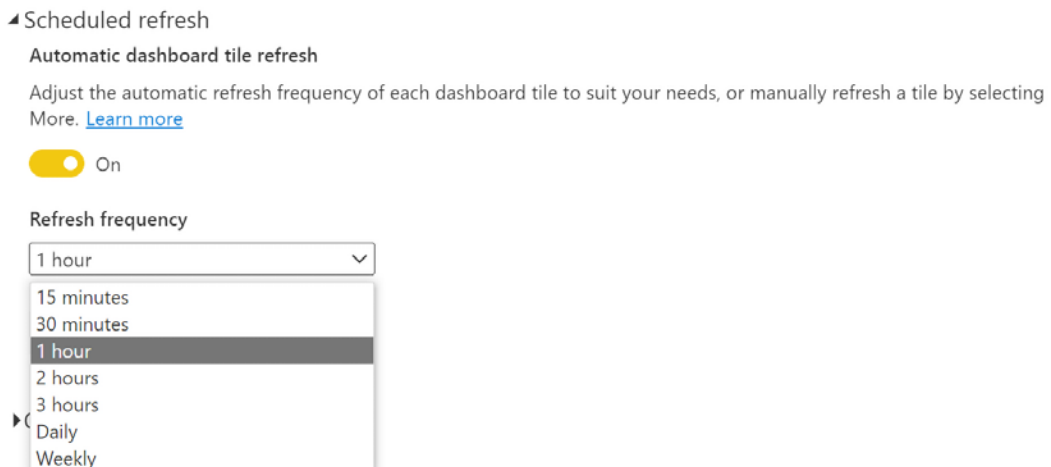 Scheduled refresh
Automatic dashboard tile refresh
Adjust the automatic refresh frequency of each dashboard tile to suit your needs, or manually refresh a tile by selecting
More. Learn more
On
Refresh frequency
1 hour
15 minutes
30 minutes
1 hour
2 hours
3 hours
Daily
Weekly